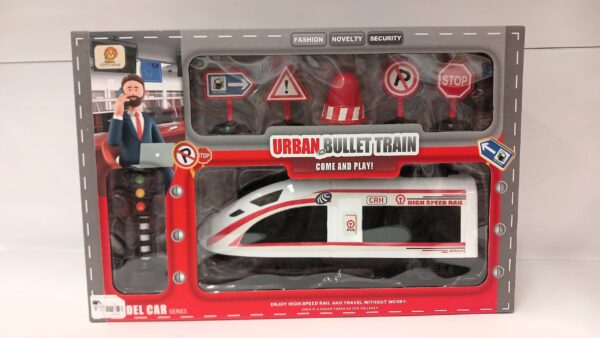 FASHION NOVELTY SECURITY
STOP
URBAN BULLET TRAIN
COME AND PLAY!
STOP
CRH
HIGH SPEED RAIL
ENJOY HIGH-SPEED RAIL AND TRAVEL WITHOUT WORRY.
DEL CAR SERIES